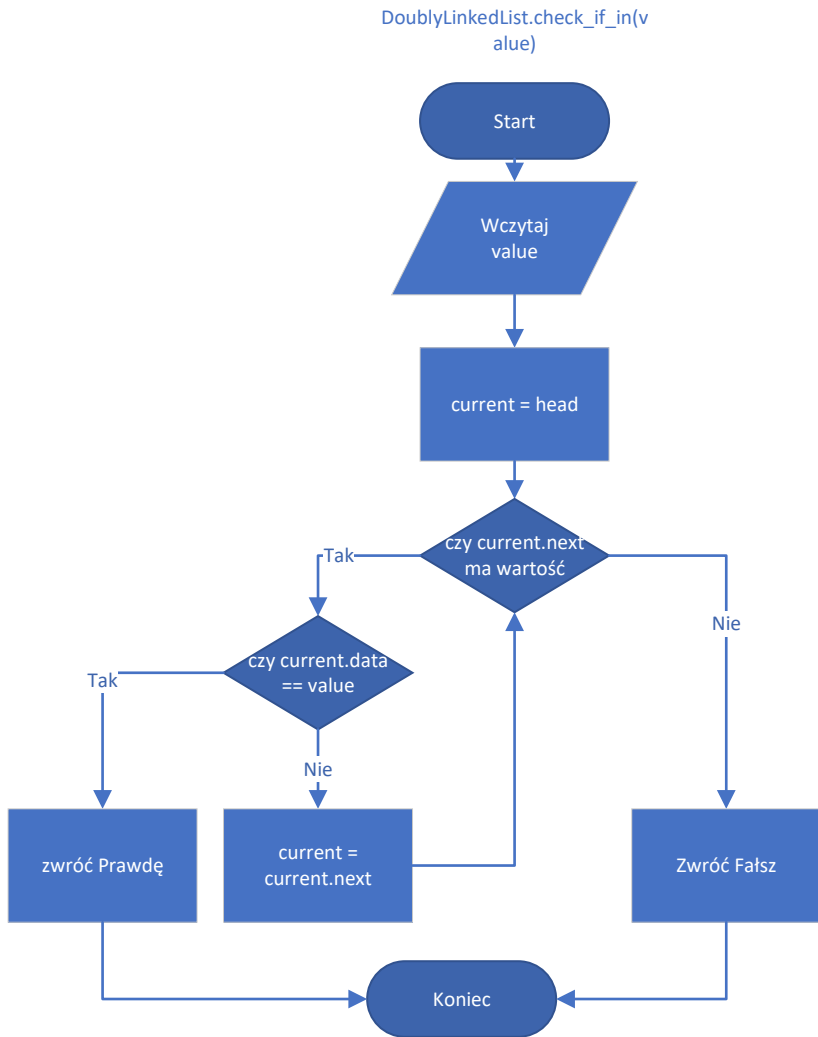 DoublyLinkedList.check_if_in(v
alue)
Start
Wczytaj
value
current = head
czy current.next
ma wartość
Tak
Nie
czy current.data
== value
Tak
Nie
zwróć Prawdę
current =
current.next
Zwróć Fałsz
Koniec